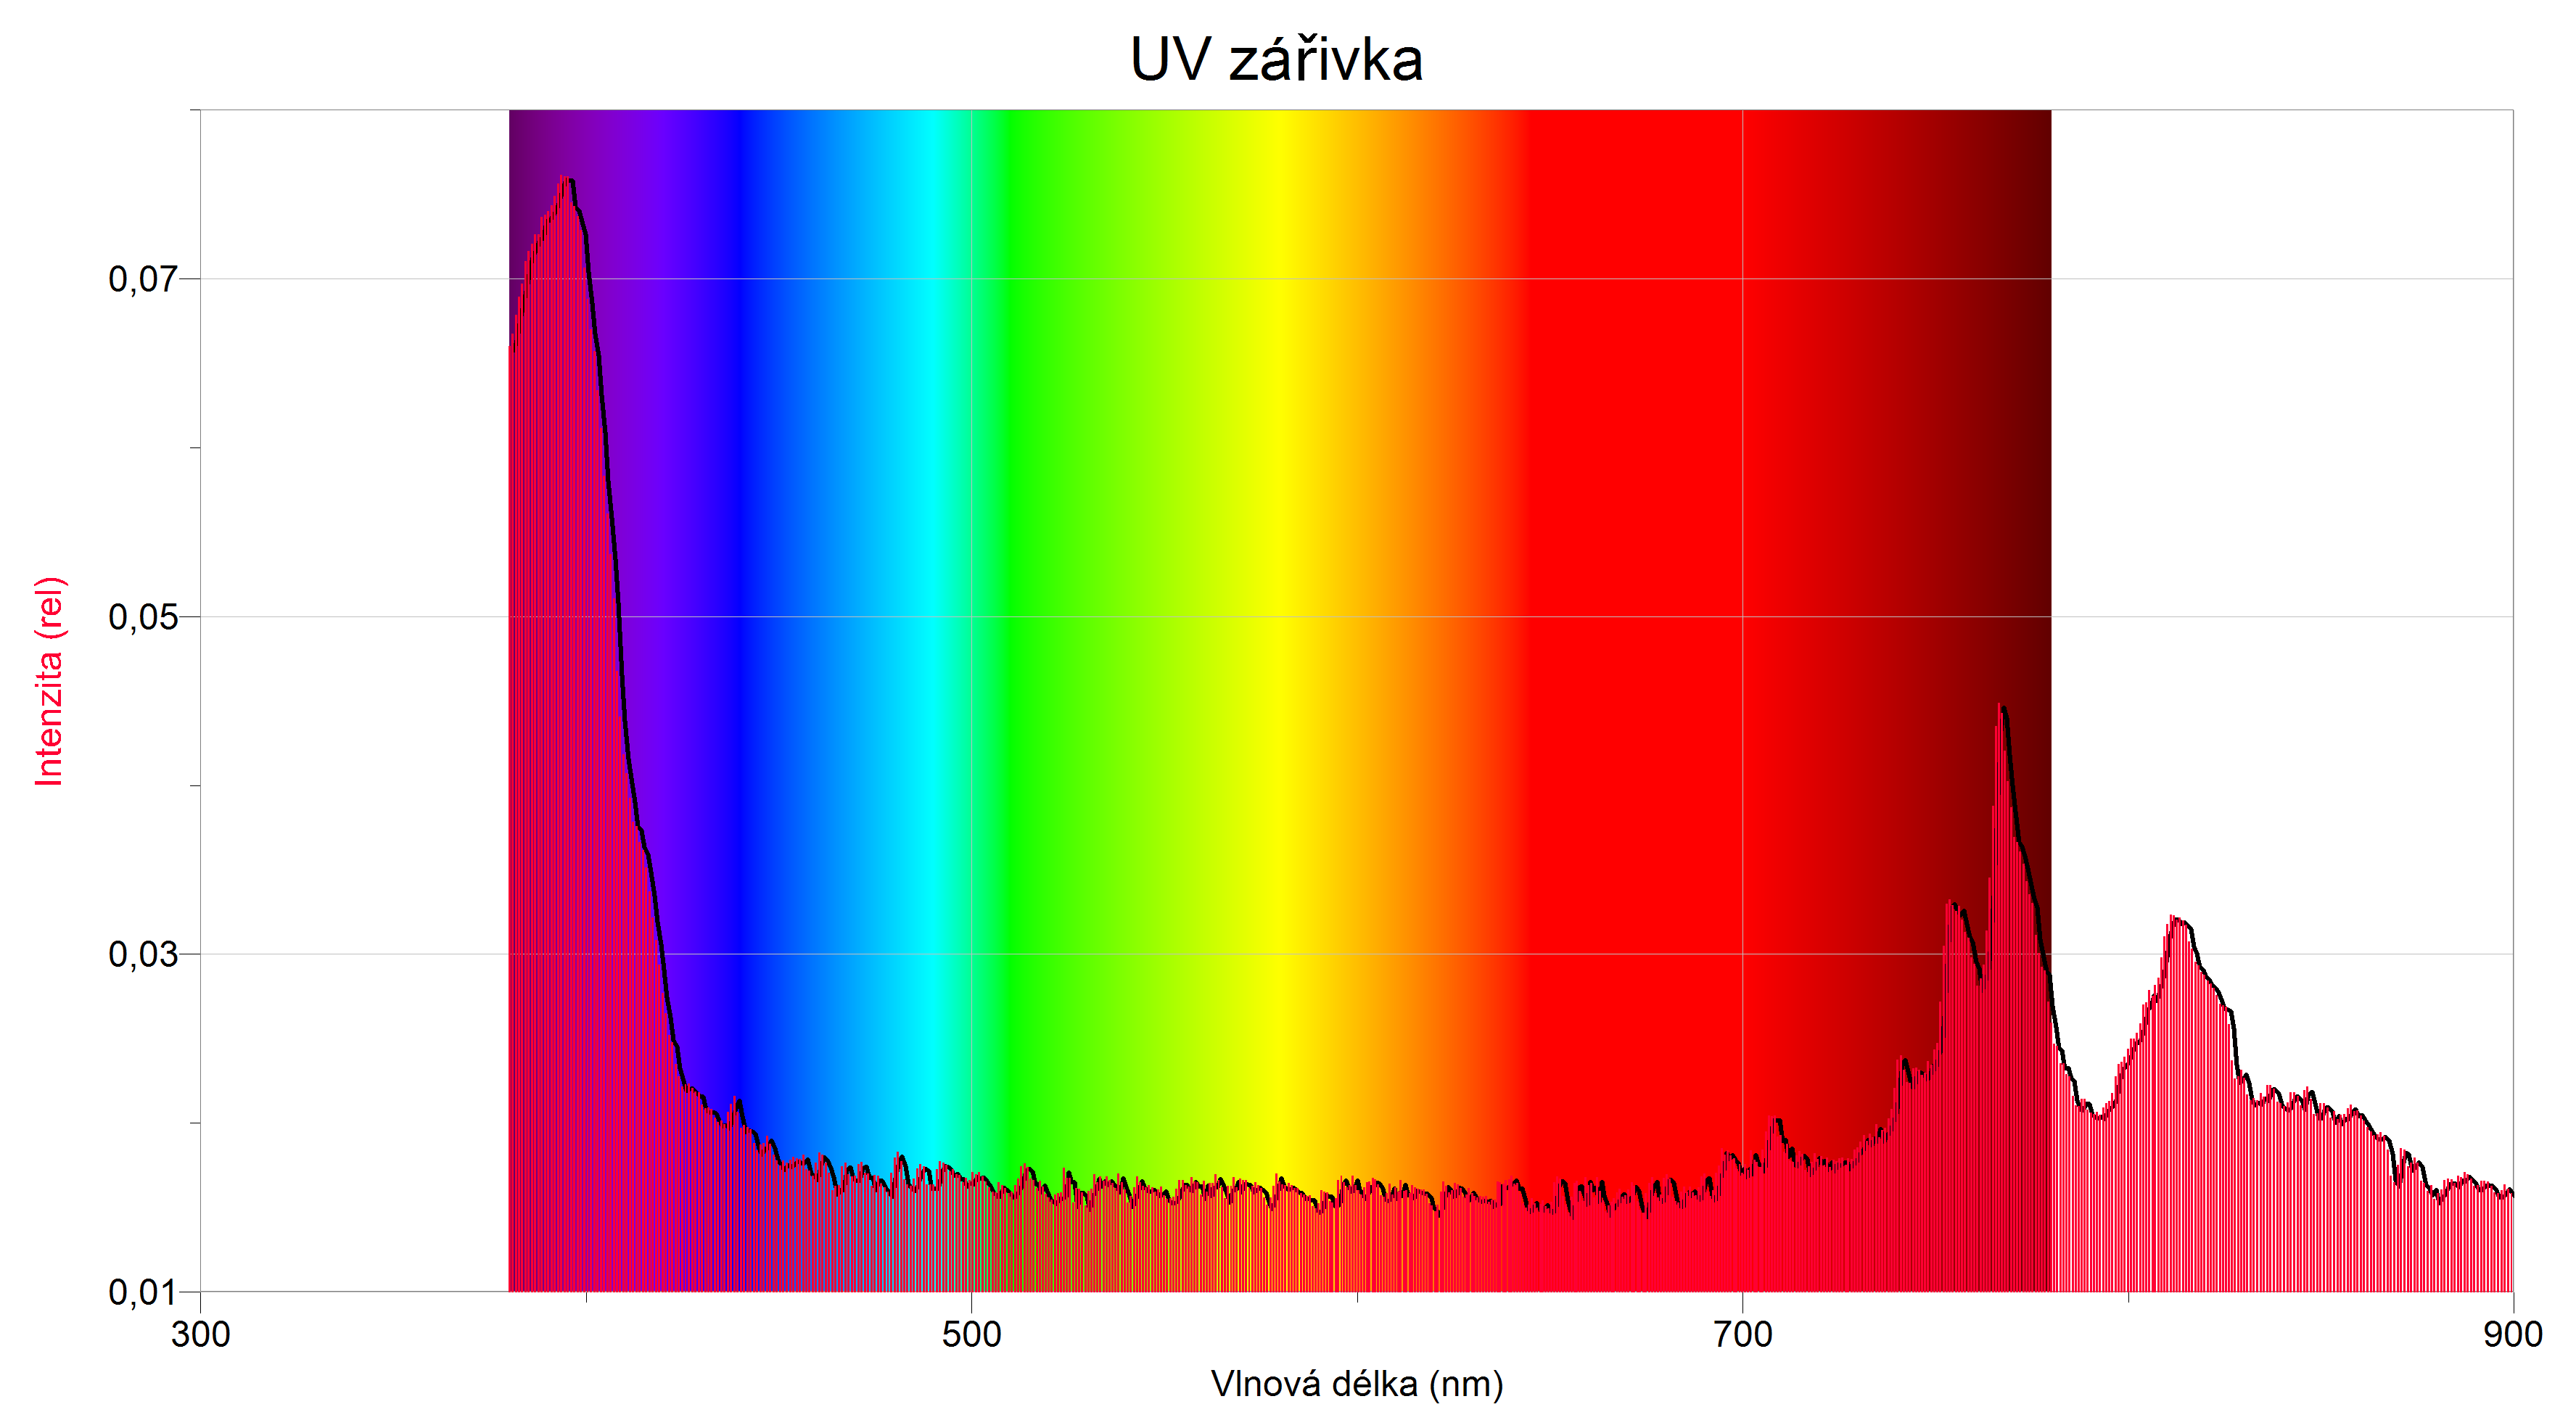 UV zářivka
Intenzita (rel)
0,07
0,05
0,03
0,01
300
500
700
900
Vlnová délka (nm)